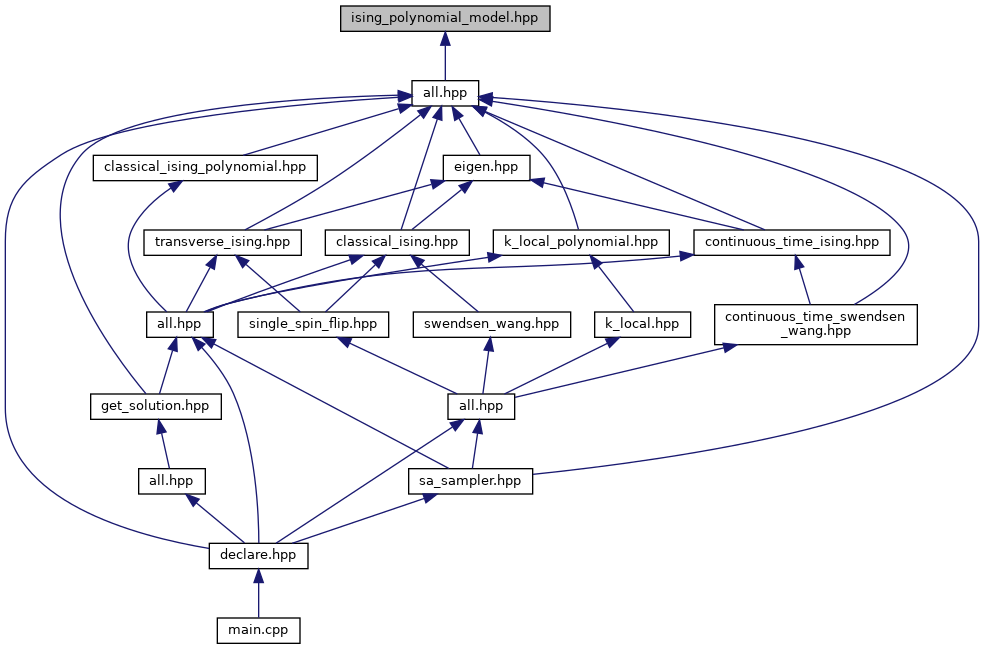 ising_polynomial_model.hpp
all.hpp
classical_ising_polynomial.hpp
eigen.hpp
transverse_ising.hpp
classical_ising.hpp
k_local_polynomial.hpp
continuous_time_ising.hpp
all.hpp
single_spin_flip.hpp
swendsen_wang.hpp
k_local.hpp
continuous_time_swendsen
_wang.hpp
get_solution.hpp
all.hpp
all.hpp
sa_sampler.hpp
declare.hpp
main.cpp